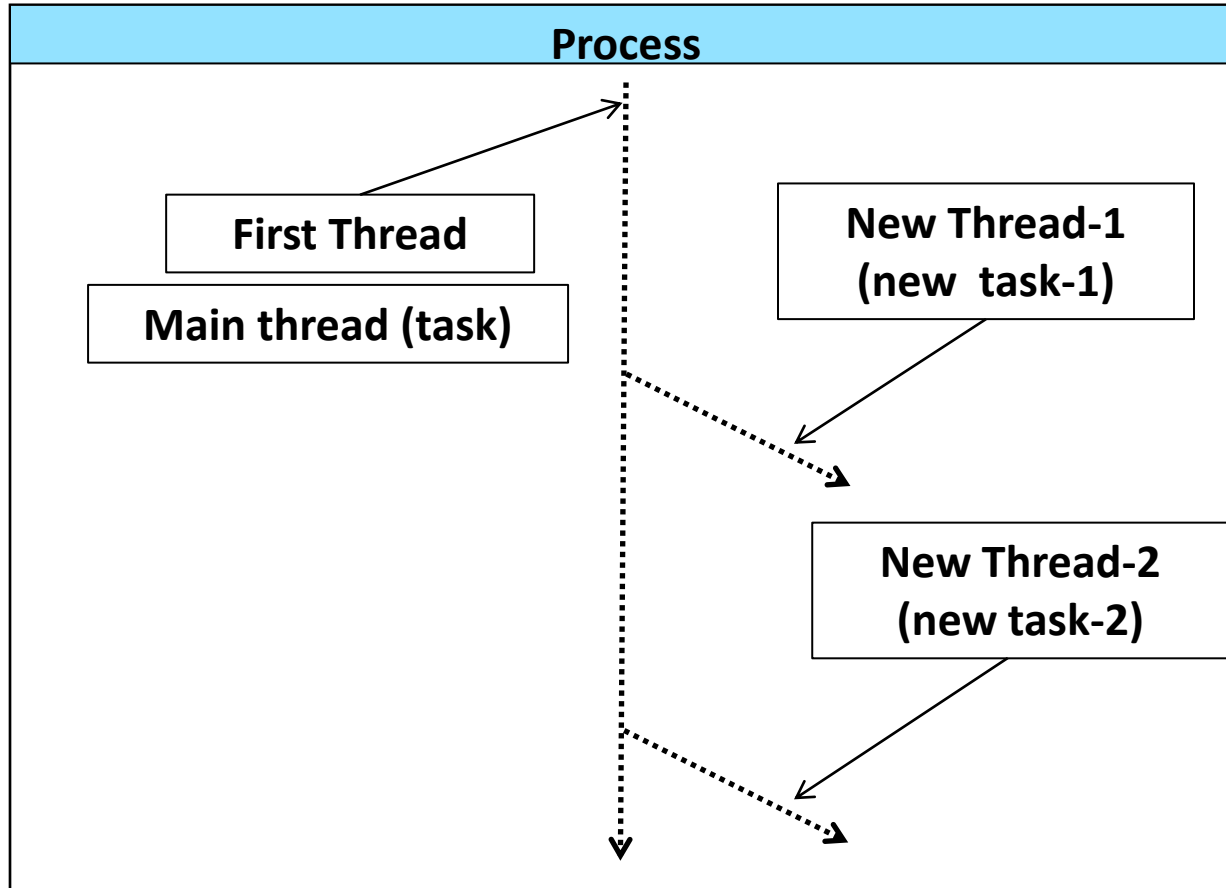 Process
First Thread
Main thread (task)
New Thread-1
(new  task-1)
New Thread-2
(new task-2)